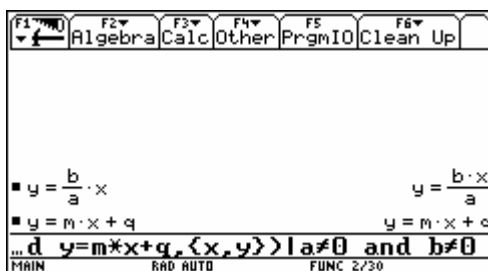 F1 F2 F3 F4 F5 F6
Algebra Calc Other PrgmIO Clean Up
y = b/a · x y = b · x/a
y = m · x + q y = m · x + q
…d y=m*x+q,{x,y})|a≠0 and b≠0
MAIN RAD AUTO FUNC 2/30